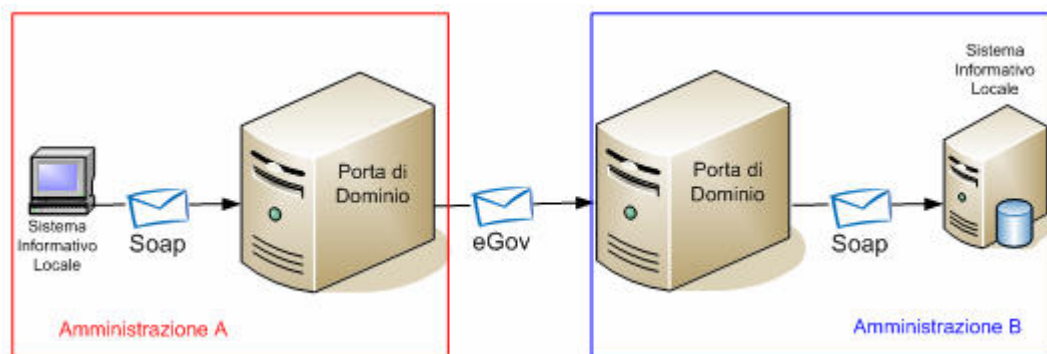 Sistema
Informativo
Locale
Soap
Porta di
Dominio
Amministrazione A
eGov
Porta di
Dominio
Soap
Sistema
Informativo
Locale
Amministrazione B